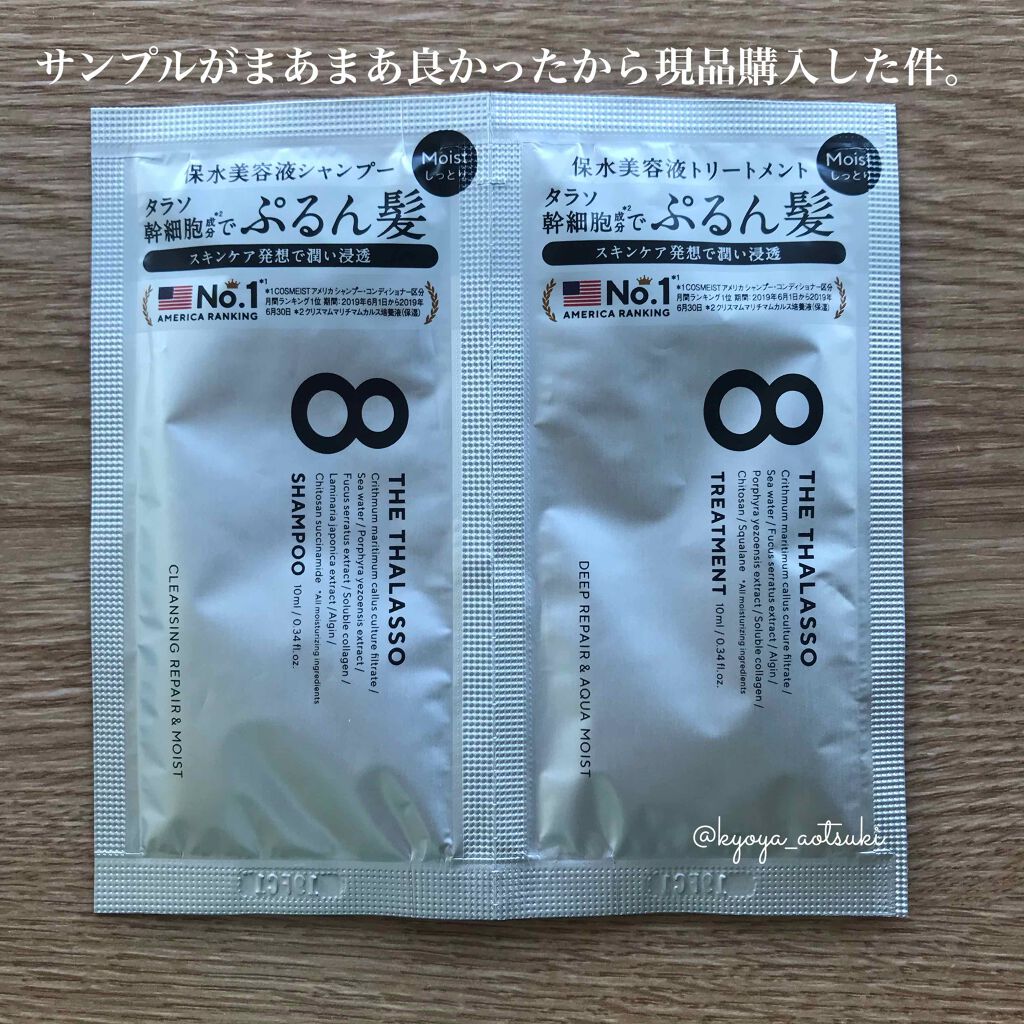 サンプルがまあまあ良かったから現品購入した件。
保水美容液シャンプー
Moist
しっとり
タラソ
幹細胞成分*2で ぷるん髪
スキンケア発想で潤い浸透
No.1*1
AMERICA RANKING
*1COSMEIST アメリカ シャンプー・コンディショナー区分
月間ランキング1位 期間:2019年6月1日から2019年
6月30日 *2クリスマムマリチマムカルス培養液(保湿)
8
THE THALASSO
SHAMPOO 10ml / 0.34 fl.oz.
Crithmum maritimum callus culture filtrate /
Sea water / Porphyra yezoensis extract /
Fucus serratus extract / Soluble collagen /
Laminaria japonica extract / Algin /
Chitosan succinamide *All moisturizing ingredients
CLEANSING REPAIR & MOIST
保水美容液トリートメント
Moist
しっとり
タラソ
幹細胞成分*2で ぷるん髪
スキンケア発想で潤い浸透
No.1*1
AMERICA RANKING
*1COSMEIST アメリカ シャンプー・コンディショナー区分
月間ランキング1位 期間:2019年6月1日から2019年
6月30日 *2クリスマムマリチマムカルス培養液(保湿)
8
THE THALASSO
TREATMENT 10ml / 0.34 fl.oz.
Crithmum maritimum callus culture filtrate /
Sea water / Fucus serratus extract / Algin /
Porphyra yezoensis extract / Soluble collagen /
Chitosan / Squalane *All moisturizing ingredients
DEEP REPAIR & AQUA MOIST
@kyoya_aotsuki
19FC1
19FC1